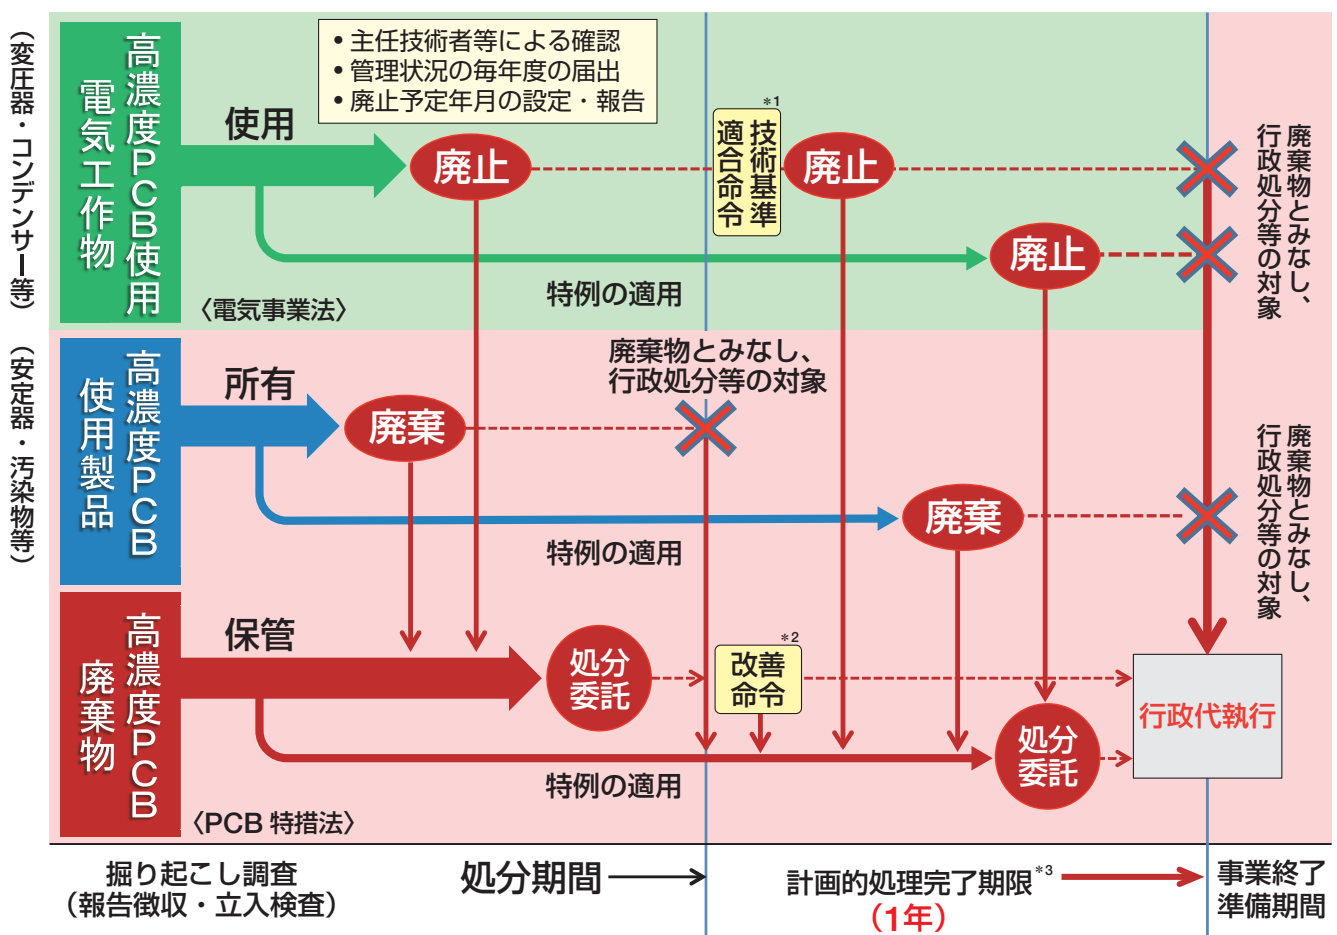 （変圧器・コンデンサー等）
高濃度PCB使用
電気工作物
使用
• 主任技術者等による確認
• 管理状況の毎年度の届出
• 廃止予定年月の設定・報告
廃止
*1
技術基準
適合命令
廃止
廃止
特例の適用
〈電気事業法〉
廃棄物とみなし、
行政処分等の対象
（安定器・汚染物等）
高濃度PCB
使用製品
所有
廃棄
廃棄物とみなし、
行政処分等の対象
廃棄
特例の適用
廃棄物とみなし、
行政処分等の対象
高濃度PCB
廃棄物
保管
処分
委託
*2
改善
命令
処分
委託
行政代執行
特例の適用
〈PCB 特措法〉
掘り起こし調査
（報告徴収・立入検査）
処分期間
計画的処理完了期限*3
（1年）
事業終了
準備期間